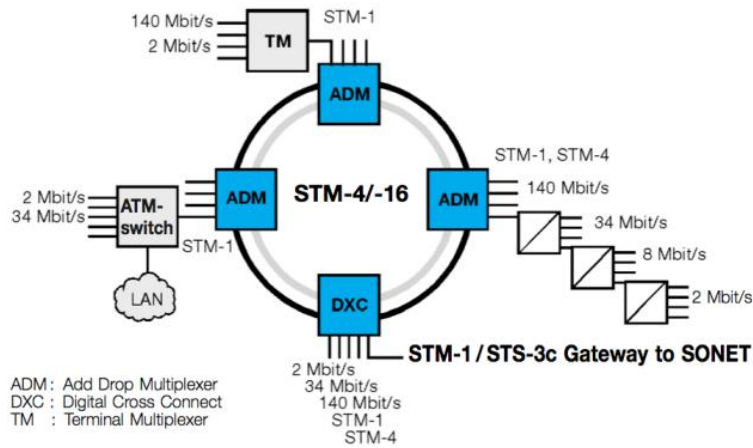 140 Mbit/s
2 Mbit/s
TM
STM-1
ADM
STM-1, STM-4
140 Mbit/s
ADM
34 Mbit/s
8 Mbit/s
2 Mbit/s
STM-4/-16
2 Mbit/s
34 Mbit/s
ATM-
switch
STM-1
ADM
LAN
DXC
STM-1 / STS-3c Gateway to SONET
2 Mbit/s
34 Mbit/s
140 Mbit/s
STM-1
STM-4
ADM : Add Drop Multiplexer
DXC : Digital Cross Connect
TM : Terminal Multiplexer